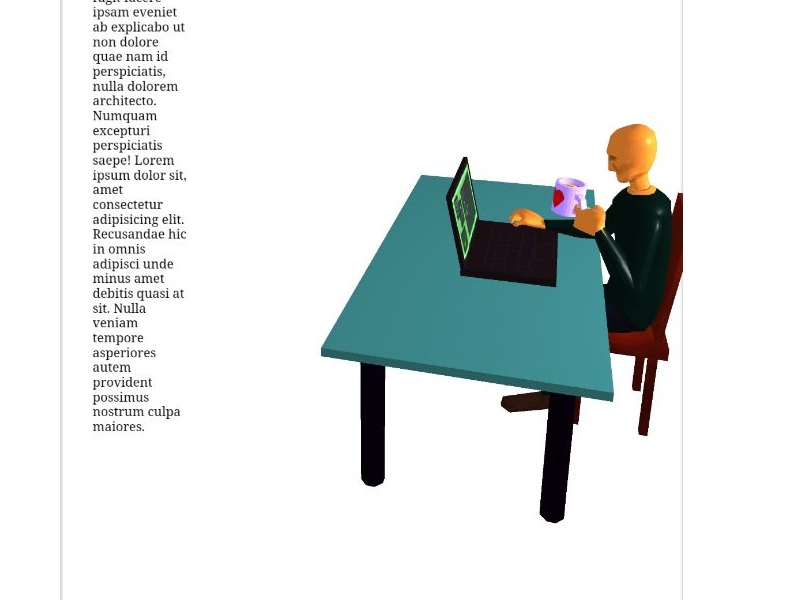 ipsam eveniet
ab explicabo ut
non dolore
quae nam id
perspiciatis,
nulla dolorem
architecto.
Numquam
excepturi
perspiciatis
saepe! Lorem
ipsum dolor sit,
amet
consectetur
adipisicing elit.
Recusandae hic
in omnis
adipisci unde
minus amet
debitis quasi at
sit. Nulla
veniam
tempore
asperiores
autem
provident
possimus
nostrum culpa
maiores.